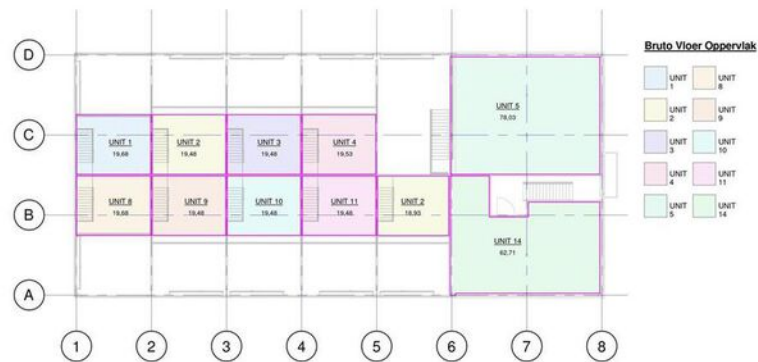 D
C
B
A
1
2
3
4
5
6
7
8
UNIT 1
19,68
UNIT 2
19,48
UNIT 3
19,48
UNIT 4
19,53
UNIT 5
78,03
UNIT 8
19,68
UNIT 9
19,48
UNIT 10
19,48
UNIT 11
19,48
UNIT 2
18,93
UNIT 14
62,71
Bruto Vloer Oppervlak
UNIT
1
UNIT
8
UNIT
2
UNIT
9
UNIT
3
UNIT
10
UNIT
4
UNIT
11
UNIT
5
UNIT
14